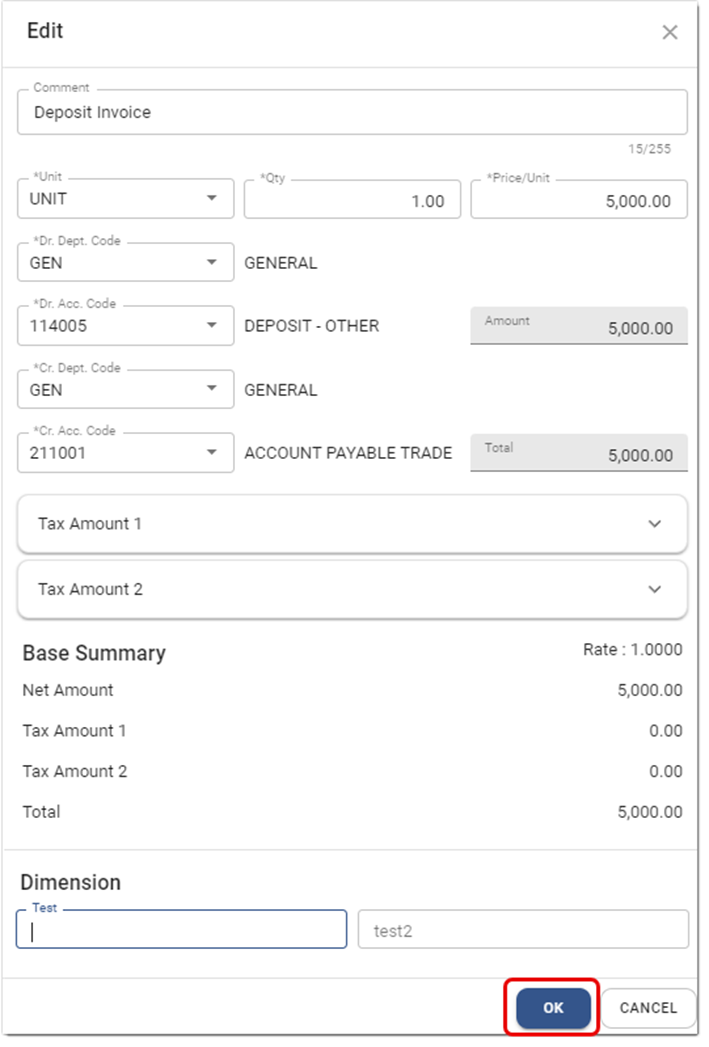 Edit
Comment
Deposit Invoice
15/255
*Unit *Qty *Price/Unit
UNIT 1.00 5,000.00
*Dr. Dept. Code
GEN GENERAL
*Dr. Acc. Code
114005 DEPOSIT - OTHER Amount 5,000.00
*Cr. Dept. Code
GEN GENERAL
*Cr. Acc. Code
211001 ACCOUNT PAYABLE TRADE Total 5,000.00
Tax Amount 1
Tax Amount 2
Base Summary Rate : 1.0000
Net Amount 5,000.00
Tax Amount 1 0.00
Tax Amount 2 0.00
Total 5,000.00
Dimension
Test
test2
OK CANCEL